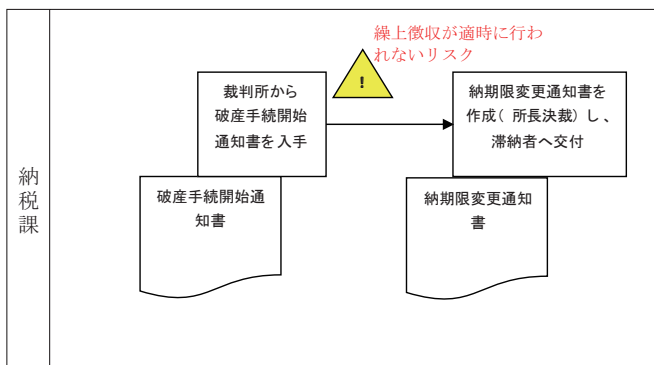 繰上徴収が適時に行わ
れないリスク
!
裁判所から
破産手続開始
通知書を入手
納期限変更通知書を
作成( 所長決裁) し、
滞納者へ交付
納税課
破産手続開始通
知書
納期限変更通知
書